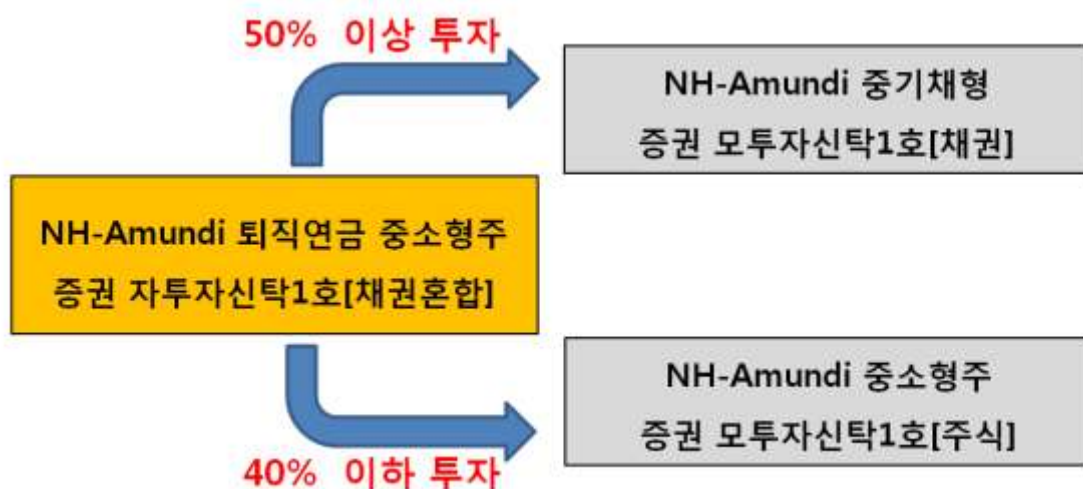 50% 이상 투자
NH-Amundi 중기채형
증권 모투자신탁1호[채권]
NH-Amundi 퇴직연금 중소형주
증권 자투자신탁1호[채권혼합]
NH-Amundi 중소형주
증권 모투자신탁1호[주식]
40% 이하 투자